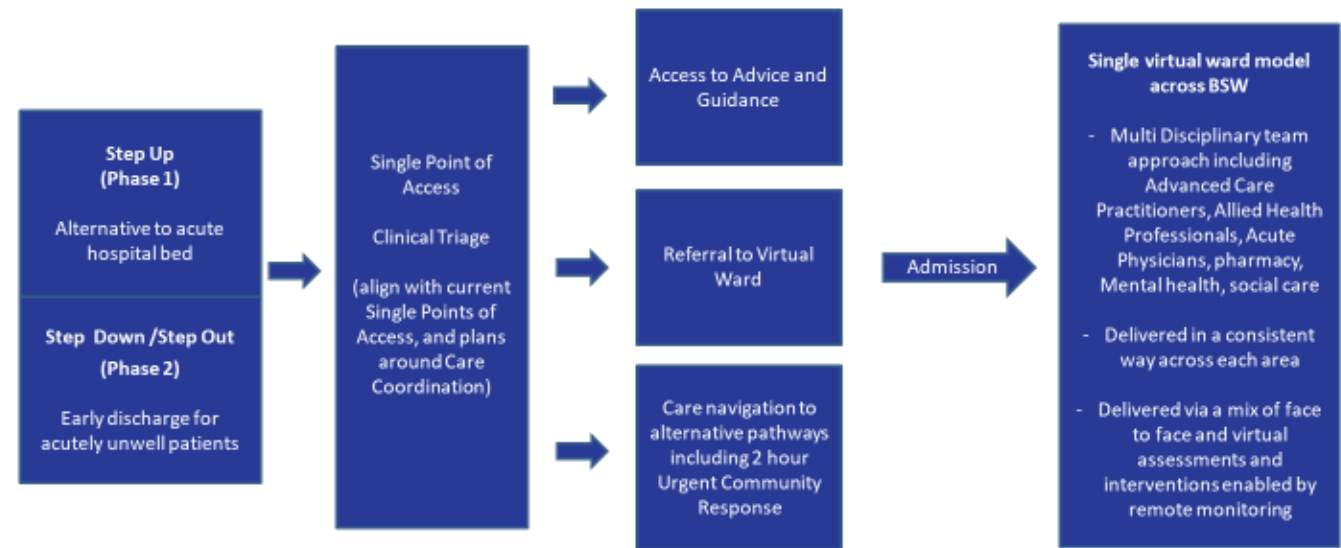 Step Up
(Phase 1)
Alternative to acute
hospital bed
Step Down /Step Out
(Phase 2)
Early discharge for
acutely unwell patients
Single Point of
Access
Clinical Triage
(align with current
Single Points of
Access, and plans
around Care
Coordination)
Access to Advice and
Guidance
Referral to Virtual
Ward
Care navigation to
alternative pathways
including 2 hour
Urgent Community
Response
Admission
Single virtual ward model
across BSW
- Multi Disciplinary team
approach including
Advanced Care
Practitioners, Allied Health
Professionals, Acute
Physicians, pharmacy,
Mental health, social care
- Delivered in a consistent
way across each area
- Delivered via a mix of face
to face and virtual
assessments and
interventions enabled by
remote monitoring